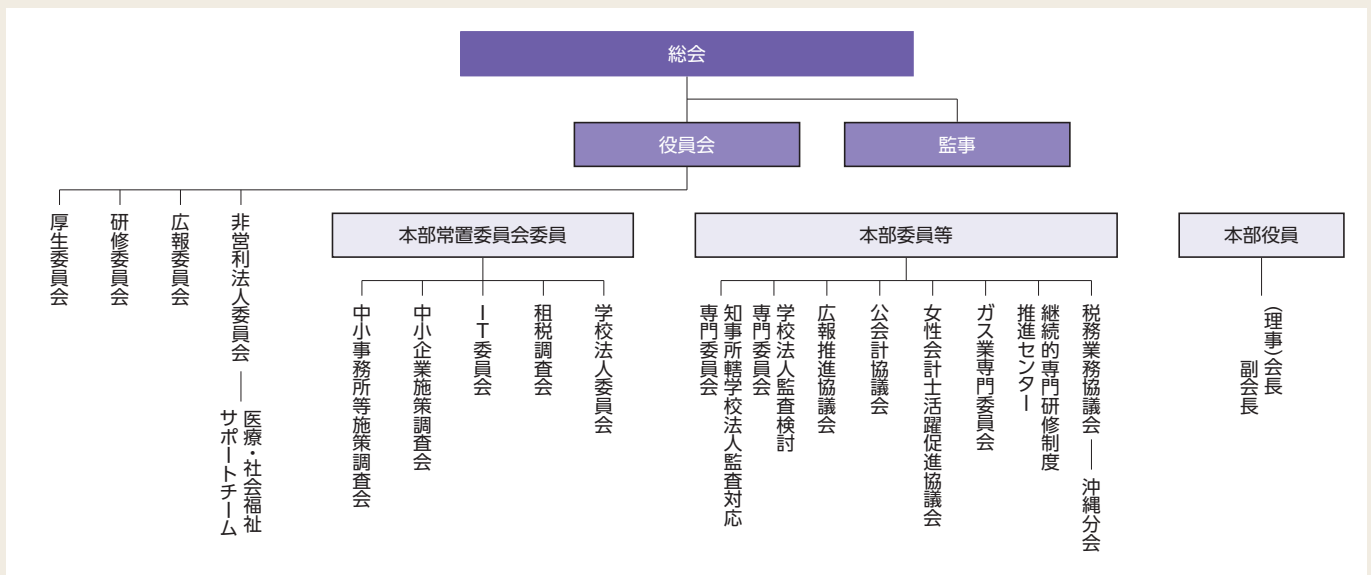 総会
役員会
監事
厚生委員会
研修委員会
広報委員会
非営利法人委員会
医療・社会福祉
サポートチーム
本部常置委員会委員
中小事務所等施策調査会
中小企業施策調査会
IT委員会
租税調査会
学校法人委員会
本部委員等
知事所轄学校法人監査対応
専門委員会
学校法人監査検討
専門委員会
広報推進協議会
公会計協議会
女性会計士活躍促進協議会
ガス業専門委員会
継続的専門研修制度
推進センター
税務業務協議会
沖縄分会
本部役員
(理事)会長
副会長